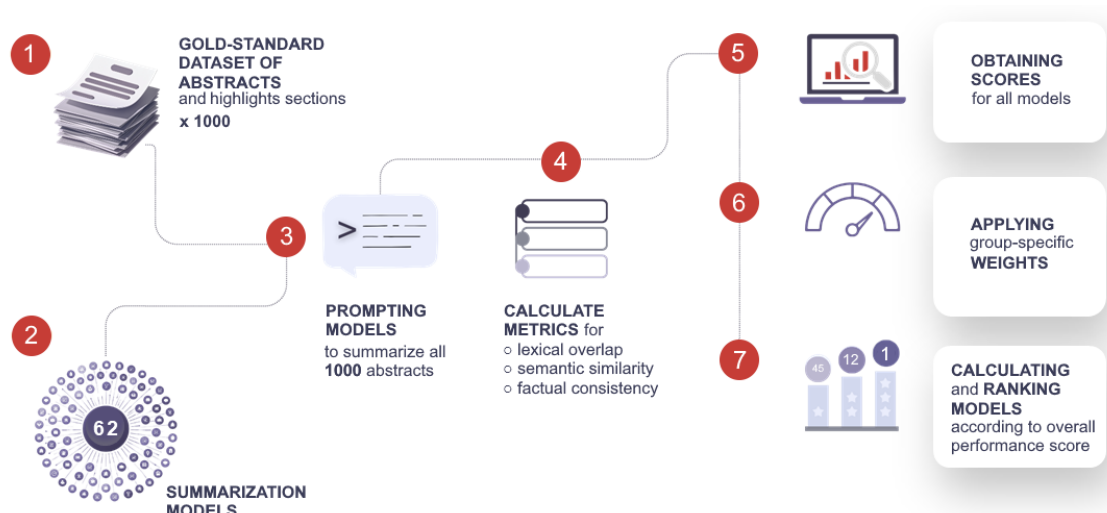 1
GOLD-STANDARD
DATASET OF
ABSTRACTS
and highlights sections
x 1000
2
62
SUMMARIZATION
MODELS
3
>
PROMPTING
MODELS
to summarize all
1000 abstracts
4
CALCULATE
METRICS for
○ lexical overlap
○ semantic similarity
○ factual consistency
5
OBTAINING
SCORES
for all models
6
APPLYING
group-specific
WEIGHTS
7
45
12
1
CALCULATING
and RANKING
MODELS
according to overall
performance score